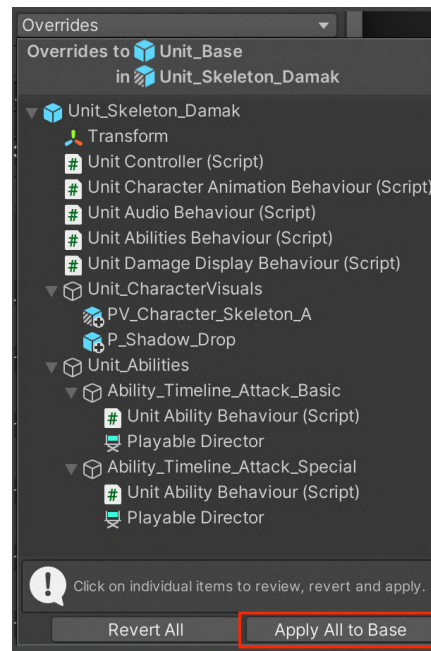 Overrides
Overrides to Unit_Base
in Unit_Skeleton_Damak
Unit_Skeleton_Damak
Transform
# Unit Controller (Script)
# Unit Character Animation Behaviour (Script)
# Unit Audio Behaviour (Script)
# Unit Abilities Behaviour (Script)
# Unit Damage Display Behaviour (Script)
Unit_CharacterVisuals
PV_Character_Skeleton_A
P_Shadow_Drop
Unit_Abilities
Ability_Timeline_Attack_Basic
# Unit Ability Behaviour (Script)
Playable Director
Ability_Timeline_Attack_Special
# Unit Ability Behaviour (Script)
Playable Director
! Click on individual items to review, revert and apply.
Revert All Apply All to Base